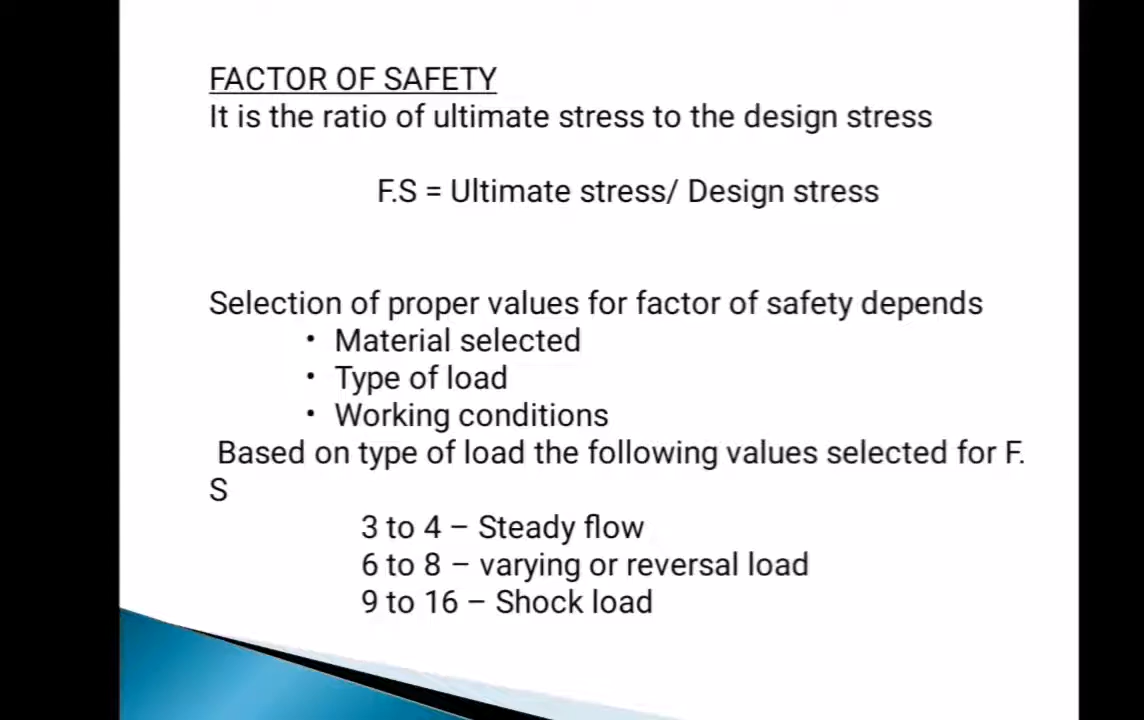 FACTOR OF SAFETY
It is the ratio of ultimate stress to the design stress
F.S = Ultimate stress/ Design stress
Selection of proper values for factor of safety depends
• Material selected
• Type of load
• Working conditions
Based on type of load the following values selected for F.
S
3 to 4 – Steady flow
6 to 8 – varying or reversal load
9 to 16 – Shock load